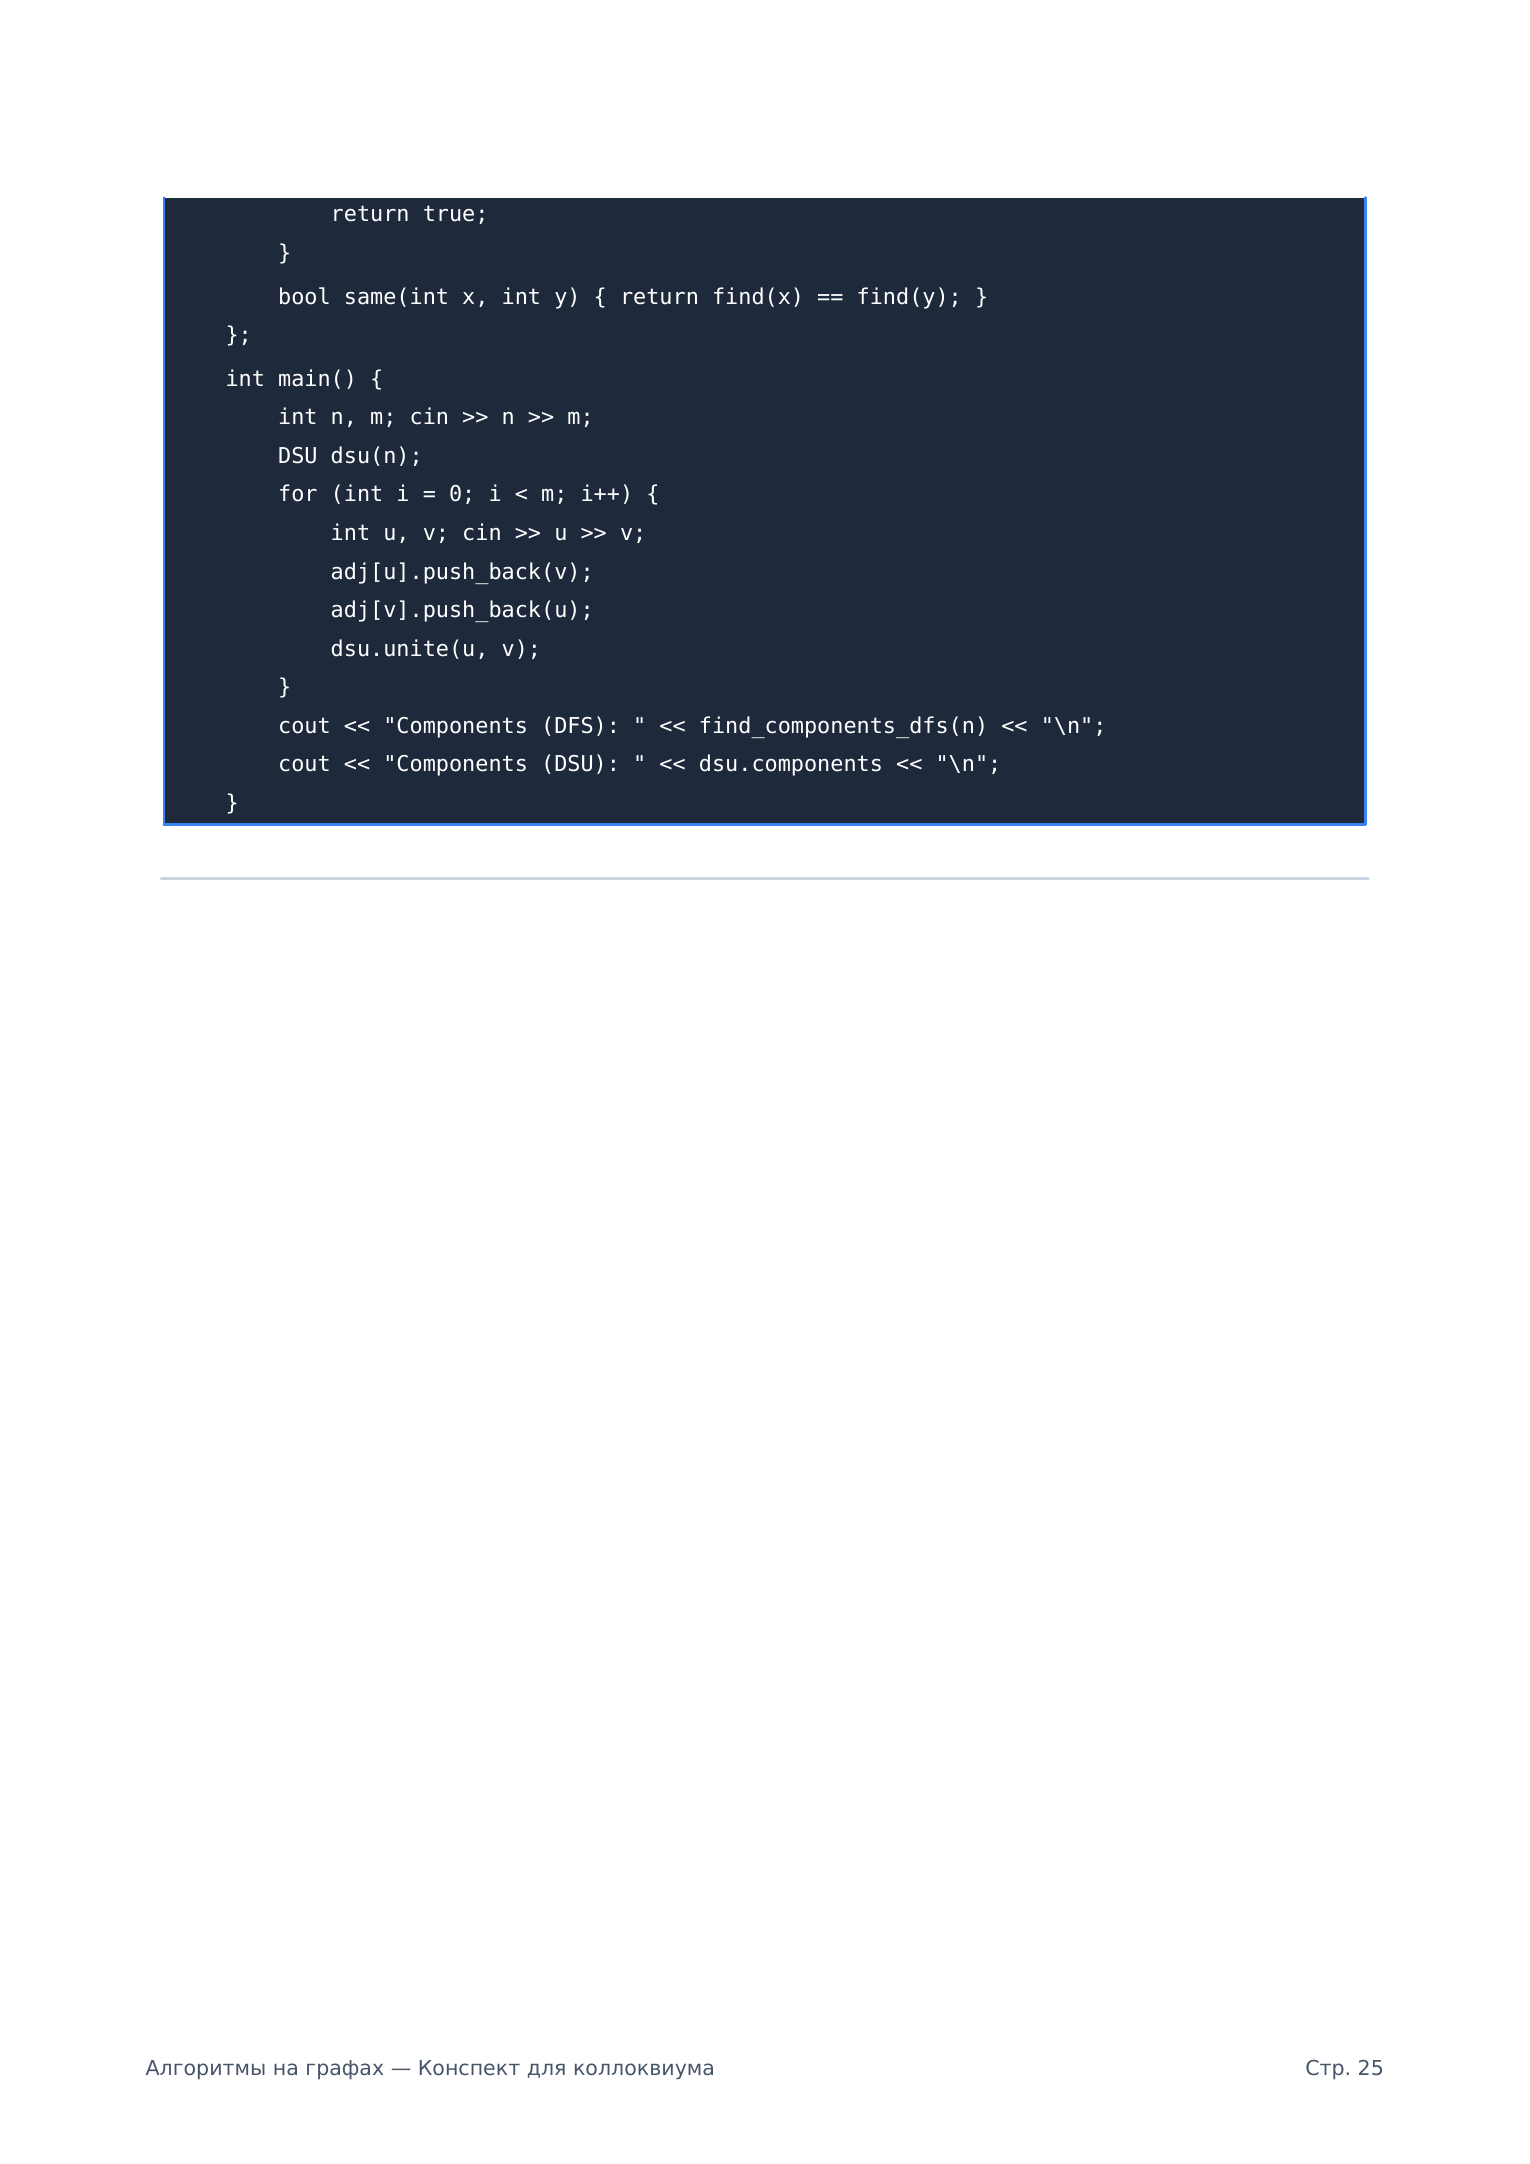 return true;
    }
    bool same(int x, int y) { return find(x) == find(y); }
};
int main() {
    int n, m; cin >> n >> m;
    DSU dsu(n);
    for (int i = 0; i < m; i++) {
        int u, v; cin >> u >> v;
        adj[u].push_back(v);
        adj[v].push_back(u);
        dsu.unite(u, v);
    }
    cout << "Components (DFS): " << find_components_dfs(n) << "\n";
    cout << "Components (DSU): " << dsu.components << "\n";
}
Алгоритмы на графах — Конспект для коллоквиума
Стр. 25